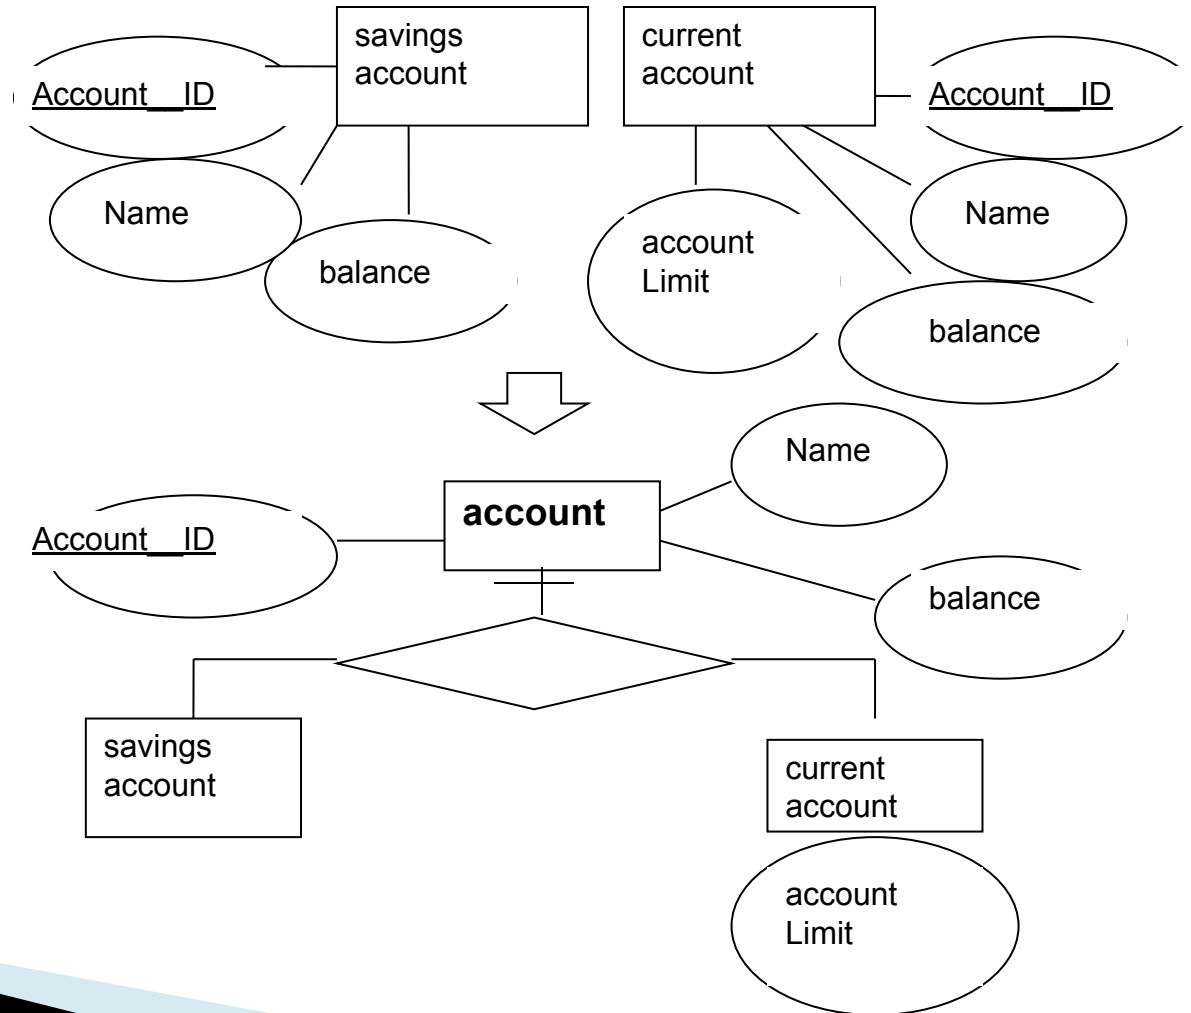 savings
account
current
account
Account__ID
Account__ID
Name
Name
balance
account
Limit
balance
Name
account
Account__ID
balance
savings
account
current
account
account
Limit